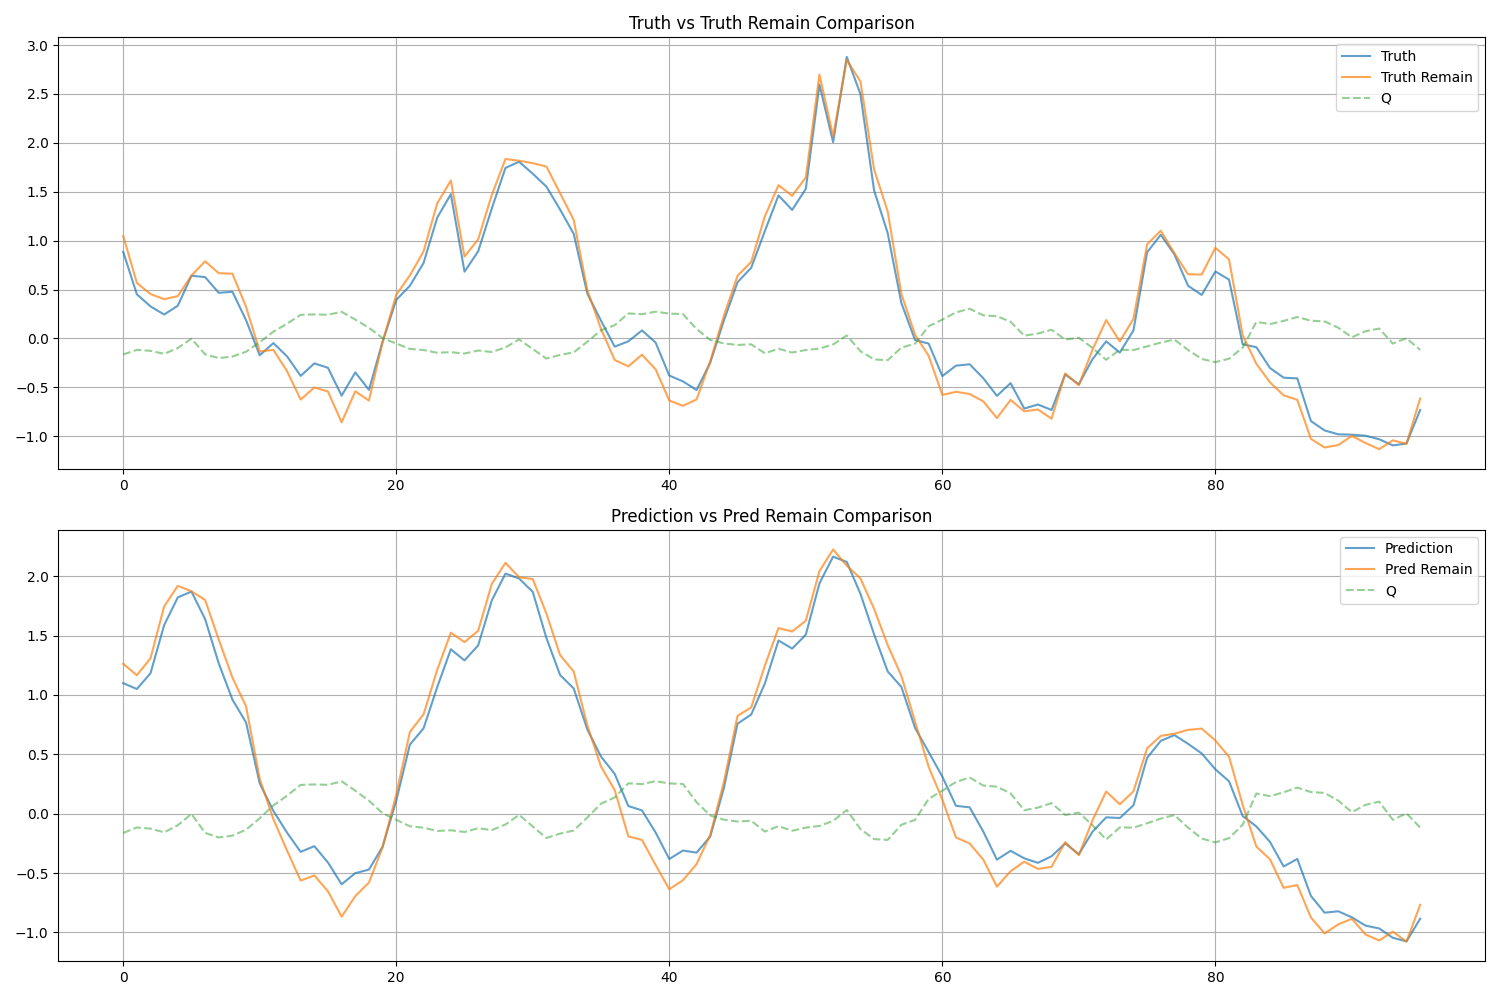 Truth vs Truth Remain Comparison
3.0
2.5
2.0
1.5
1.0
0.5
0.0
−0.5
−1.0
0 20 40 60 80
Truth
Truth Remain
Q
Prediction vs Pred Remain Comparison
2.0
1.5
1.0
0.5
0.0
−0.5
−1.0
0 20 40 60 80
Prediction
Pred Remain
Q